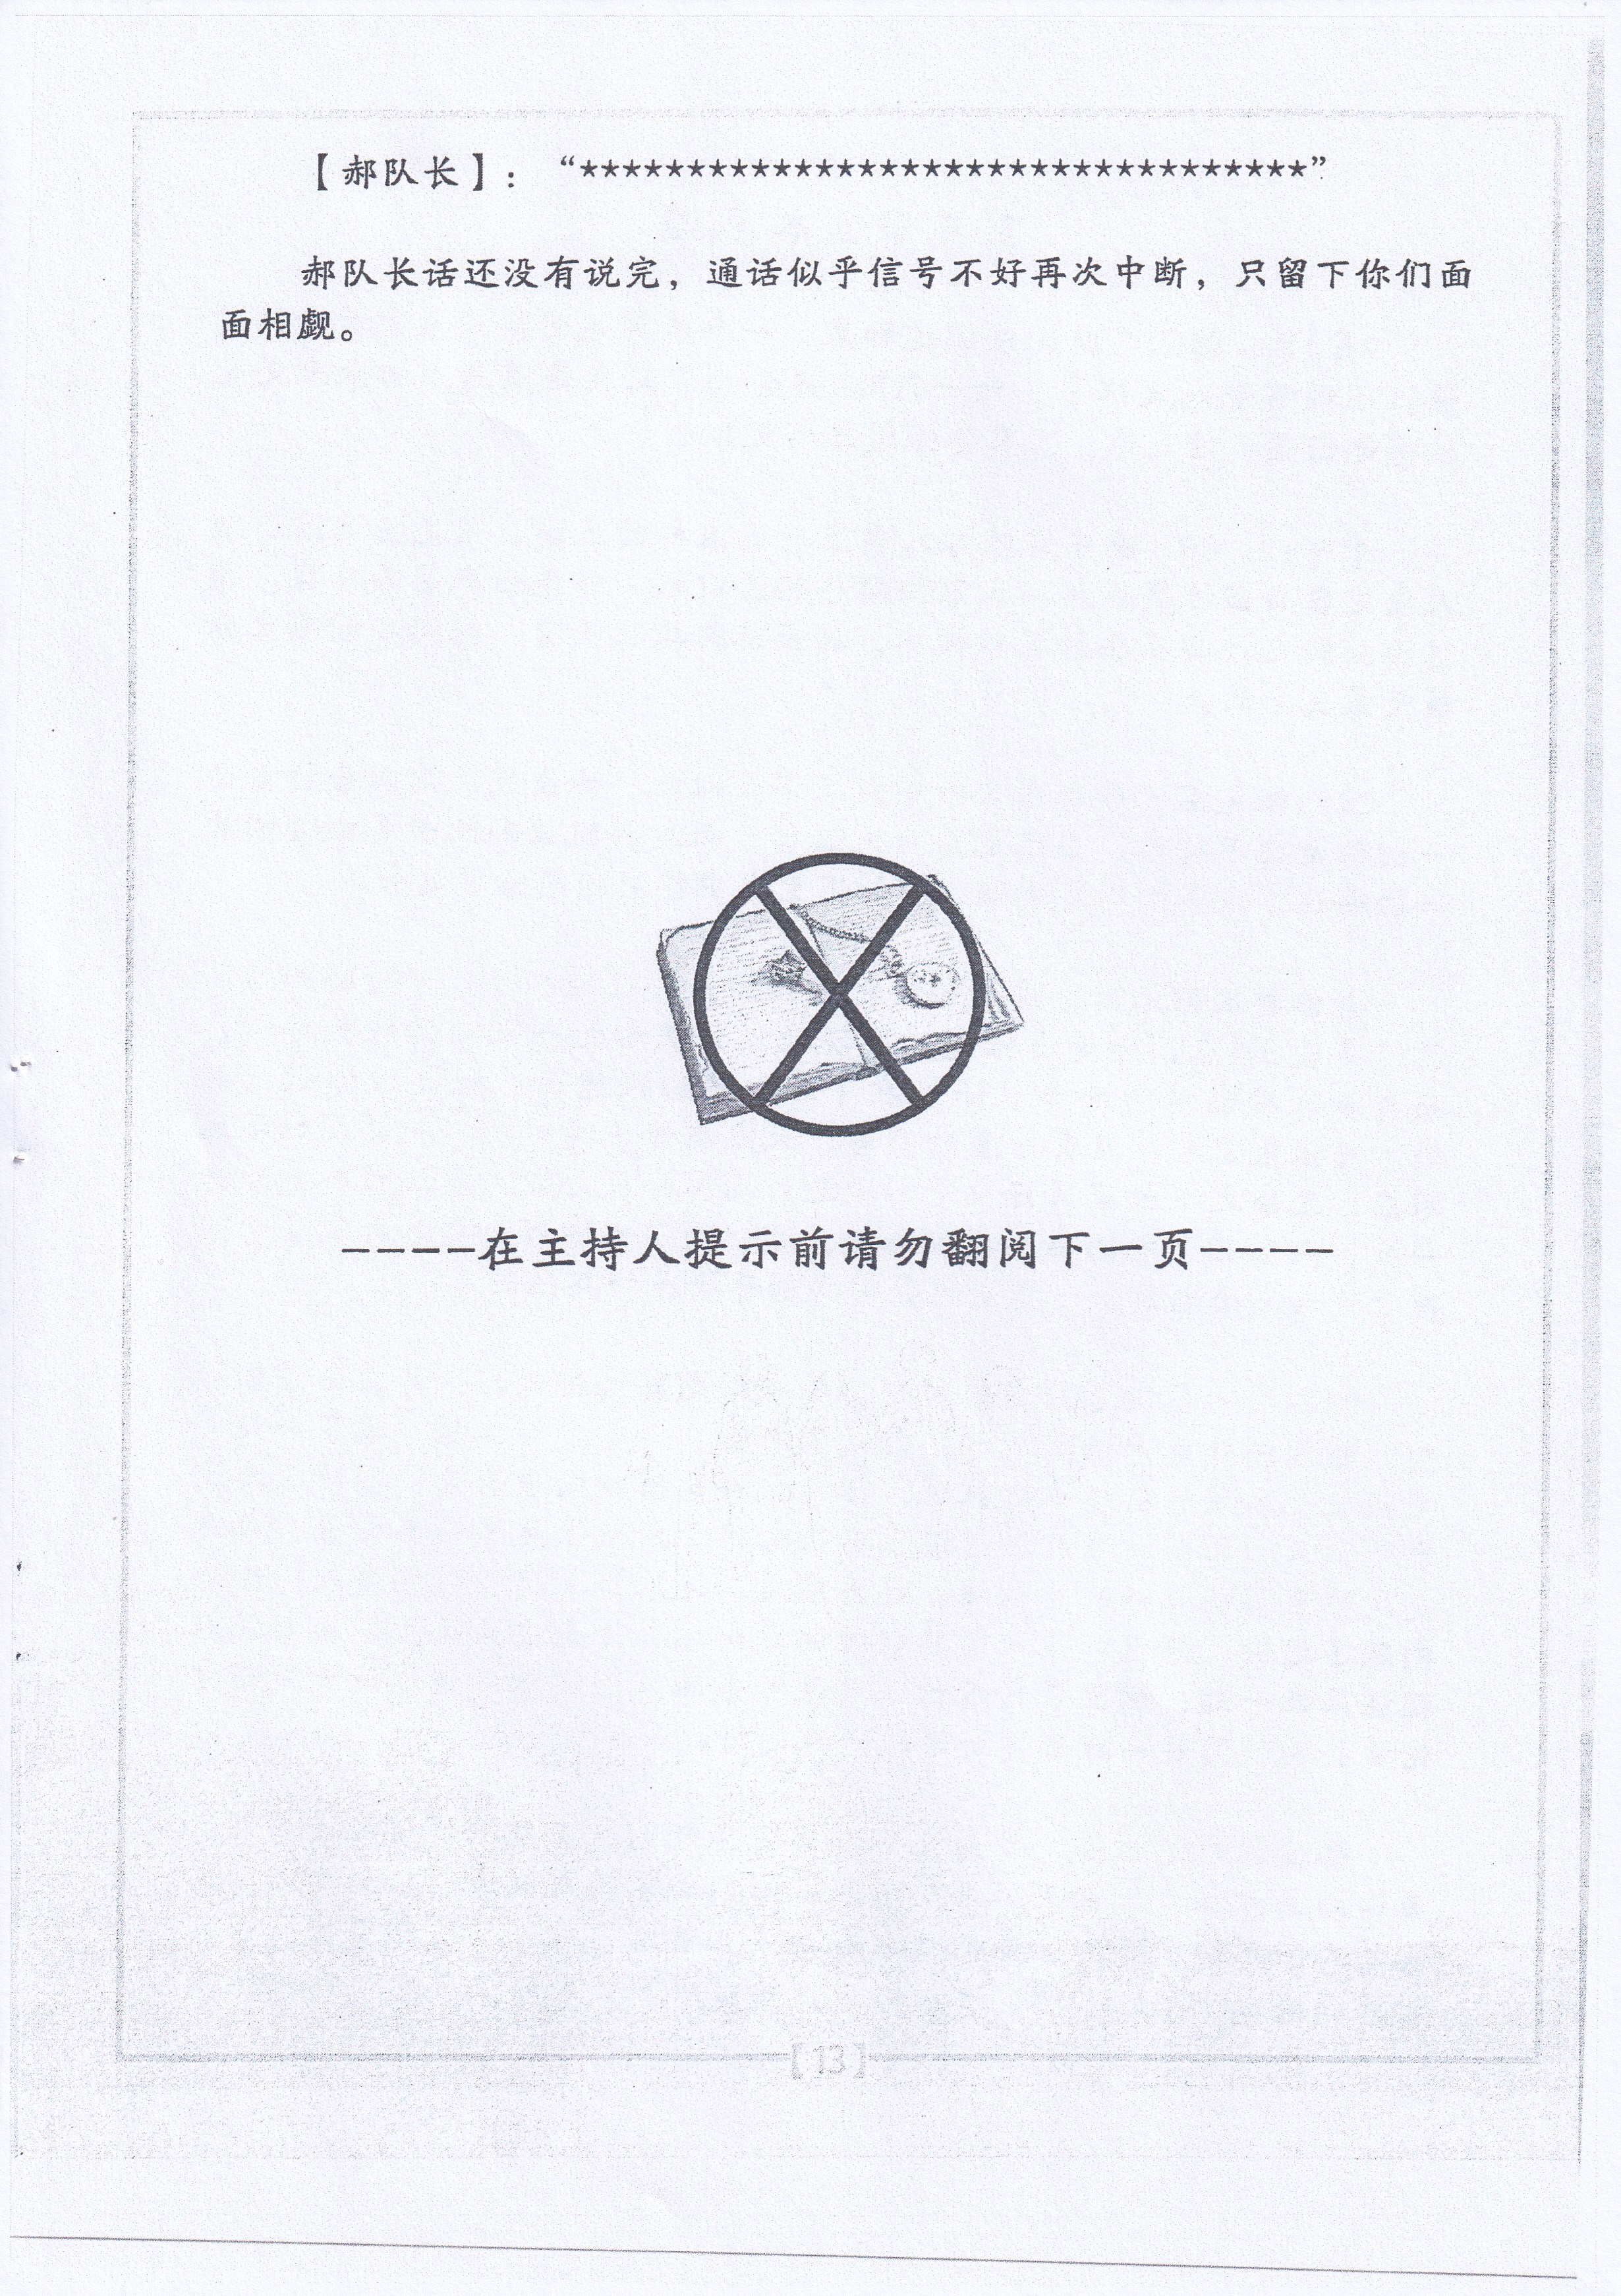 【郝队长】：“**********************************”
郝队长话还没有说完，通话似乎信号不好再次中断，只留下你们面
面相觑。
----在主持人提示前请勿翻阅下一页----
【13】